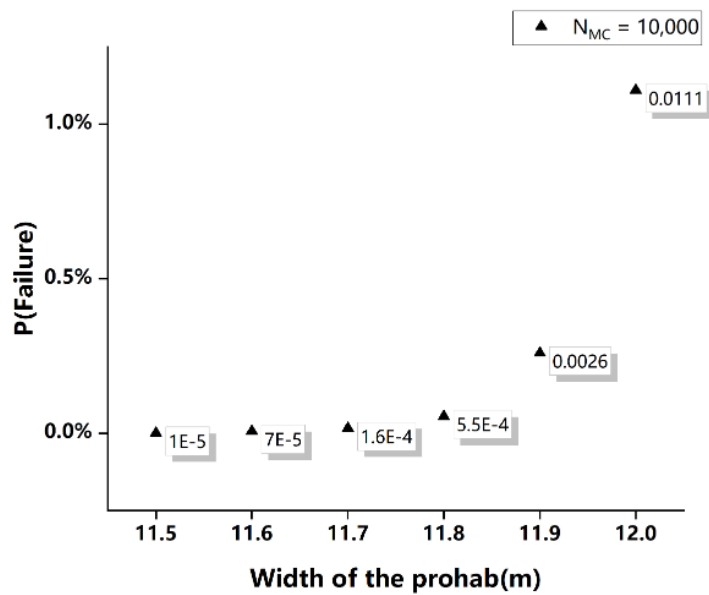 N_MC = 10,000
1.0%
0.5%
0.0%
P(Failure)
0.0111
0.0026
5.5E-4
1.6E-4
7E-5
1E-5
11.5 11.6 11.7 11.8 11.9 12.0
Width of the prohab(m)